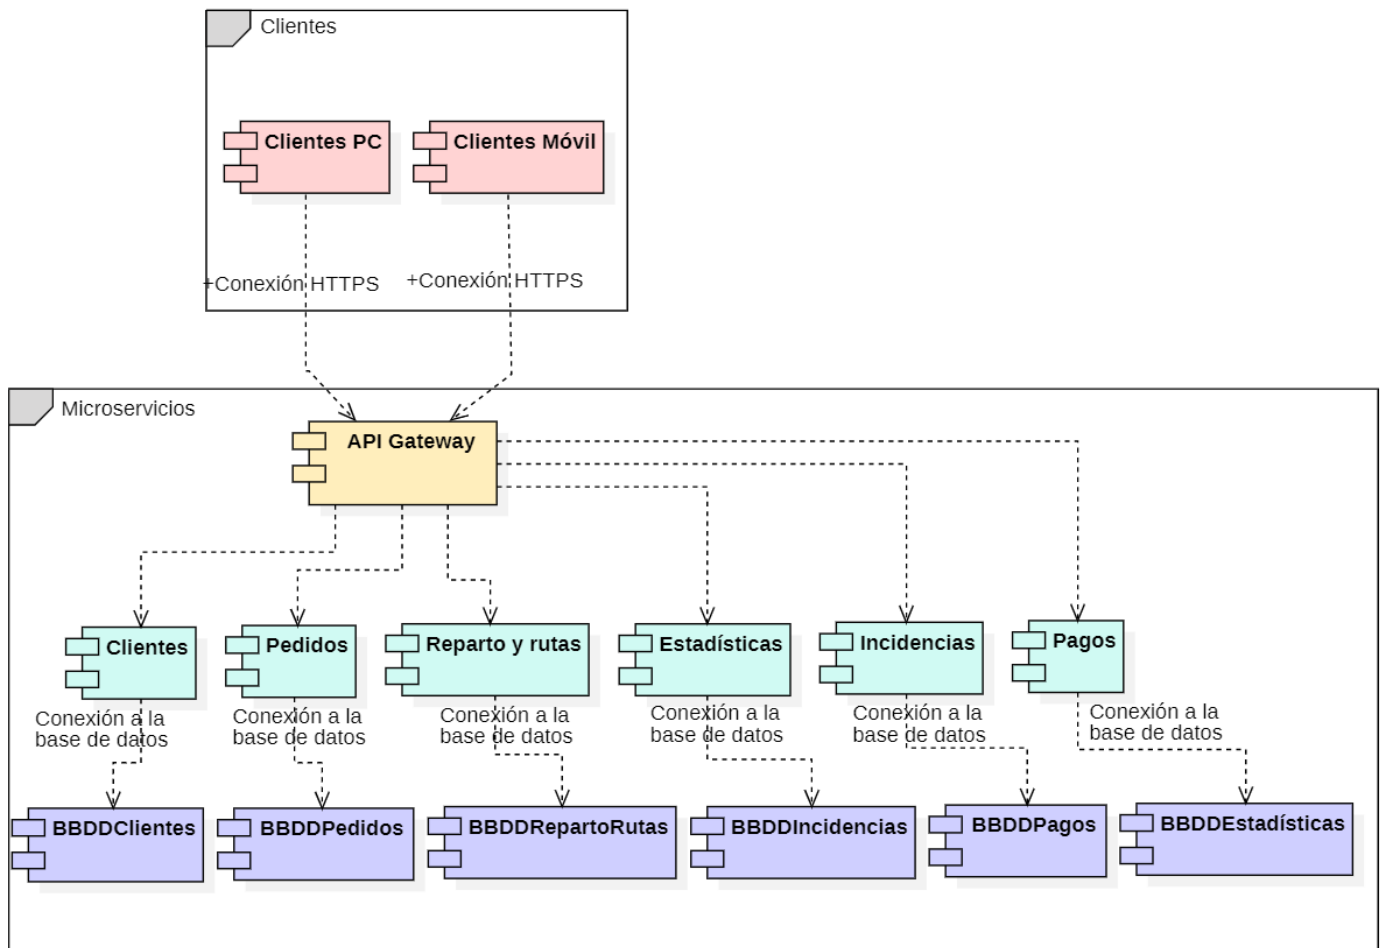 Clientes
Clientes PC
Clientes Móvil
+Conexión HTTPS
+Conexión HTTPS
Microservicios
API Gateway
Clientes
Pedidos
Reparto y rutas
Estadísticas
Incidencias
Pagos
Conexión a la
base de datos
Conexión a la
base de datos
Conexión a la
base de datos
Conexión a la
base de datos
Conexión a la
base de datos
Conexión a la
base de datos
BBDDClientes
BBDDPedidos
BBDDRepartoRutas
BBDDIncidencias
BBDDPagos
BBDDEstadísticas